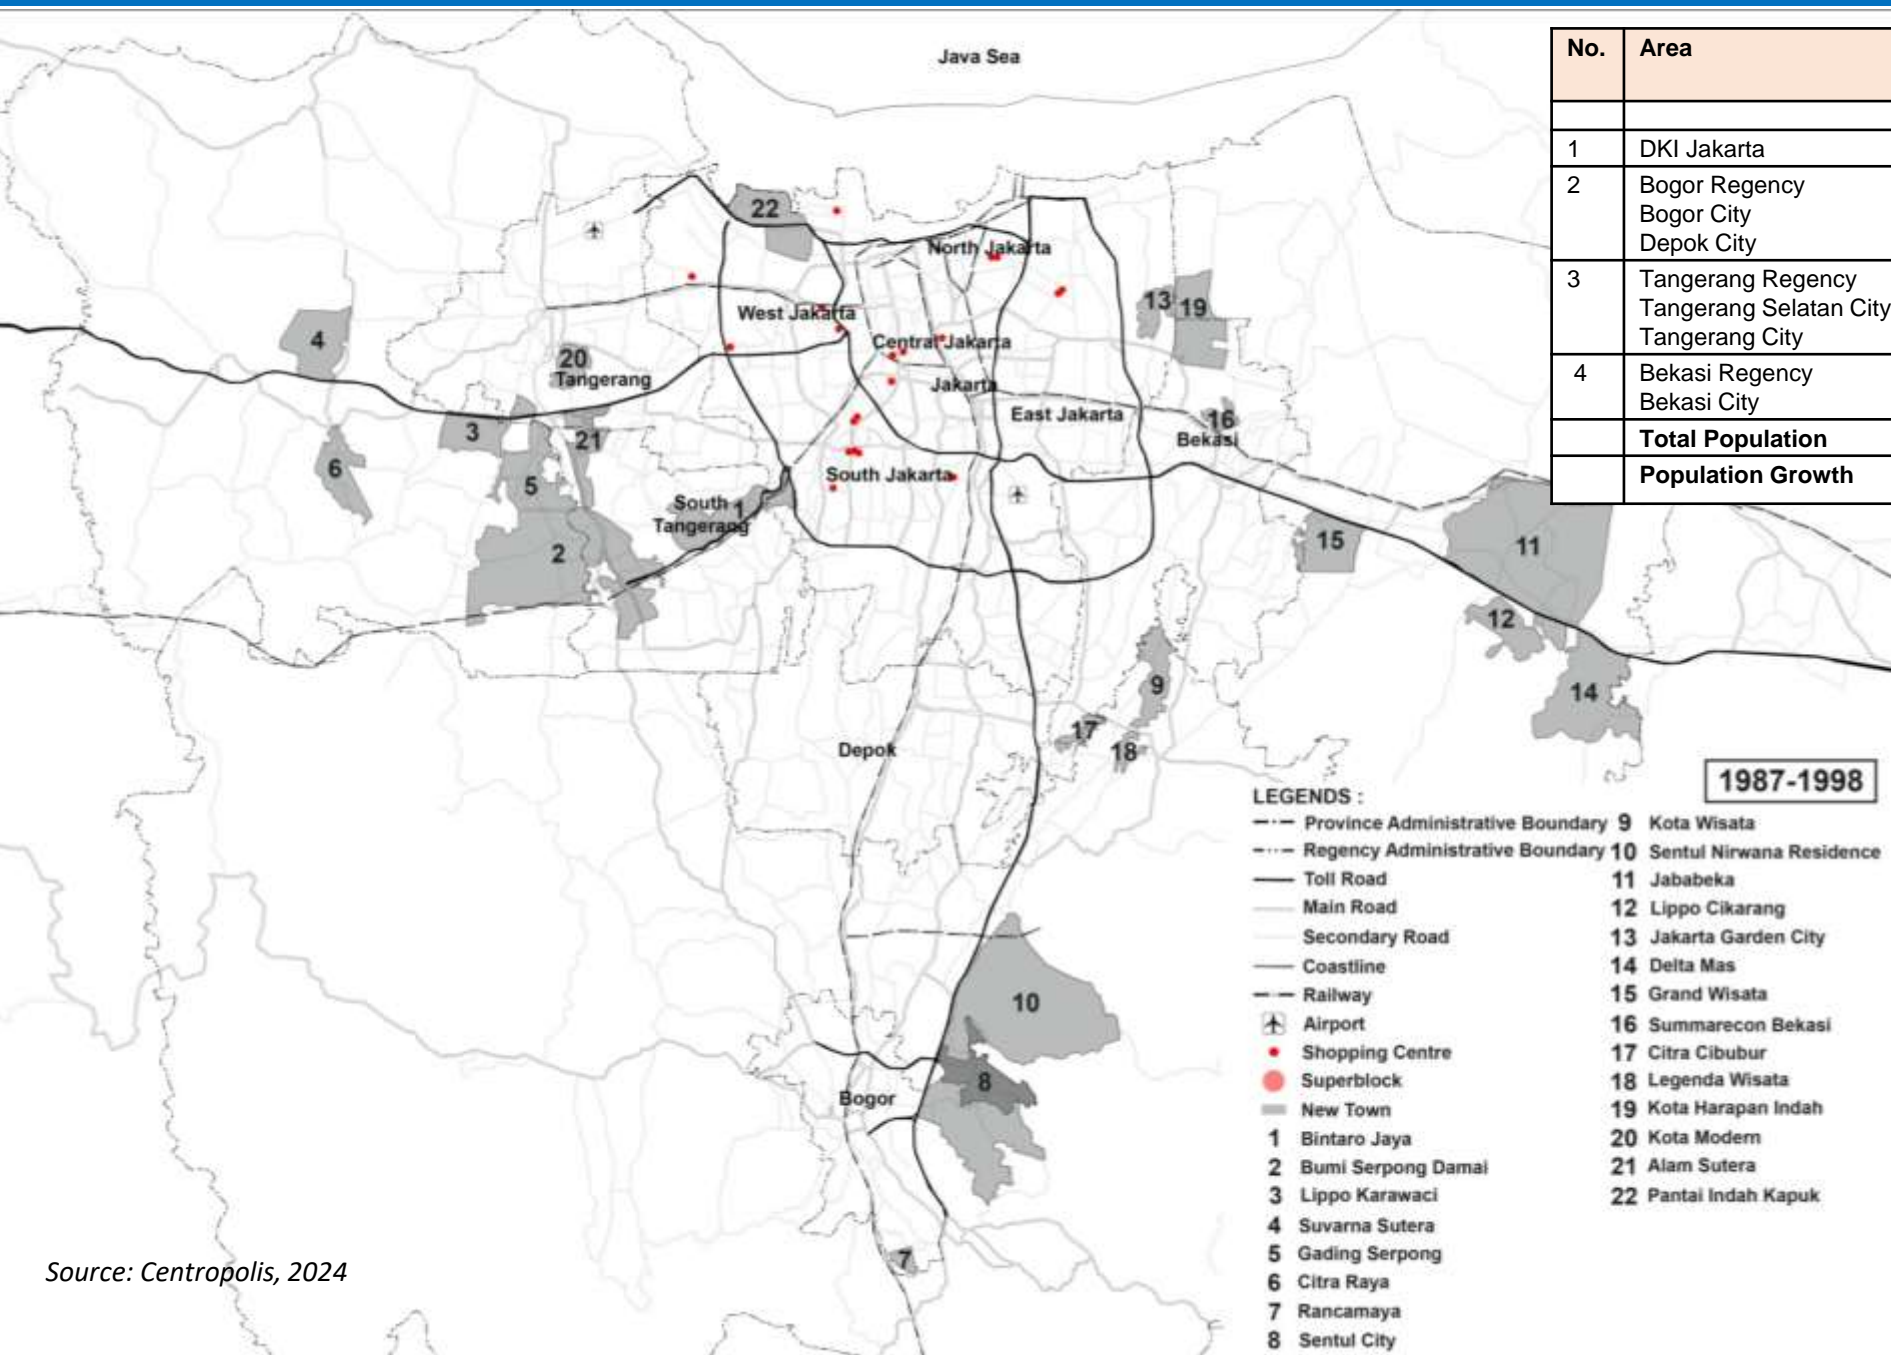 Java Sea
No. Area
1 DKI Jakarta
2 Bogor Regency
Bogor City
Depok City
3 Tangerang Regency
Tangerang Selatan City
Tangerang City
4 Bekasi Regency
Bekasi City
Total Population
Population Growth
22
North Jakarta
13
19
West Jakarta
4
Central Jakarta
20
Tangerang
Jakarta
East Jakarta
16
Bekasi
3
21
6
5
South Jakarta
South
1
Tangerang
2
15
11
12
9
14
17
18
Depok
10
8
Bogor
7
1987-1998
LEGENDS :
Province Administrative Boundary
Regency Administrative Boundary
Toll Road
Main Road
Secondary Road
Coastline
Railway
Airport
Shopping Centre
Superblock
New Town
1 Bintaro Jaya
2 Bumi Serpong Damai
3 Lippo Karawaci
4 Suvarna Sutera
5 Gading Serpong
6 Citra Raya
7 Rancamaya
8 Sentul City
9 Kota Wisata
10 Sentul Nirwana Residence
11 Jababeka
12 Lippo Cikarang
13 Jakarta Garden City
14 Delta Mas
15 Grand Wisata
16 Summarecon Bekasi
17 Citra Cibubur
18 Legenda Wisata
19 Kota Harapan Indah
20 Kota Modern
21 Alam Sutera
22 Pantai Indah Kapuk
Source: Centropolis, 2024